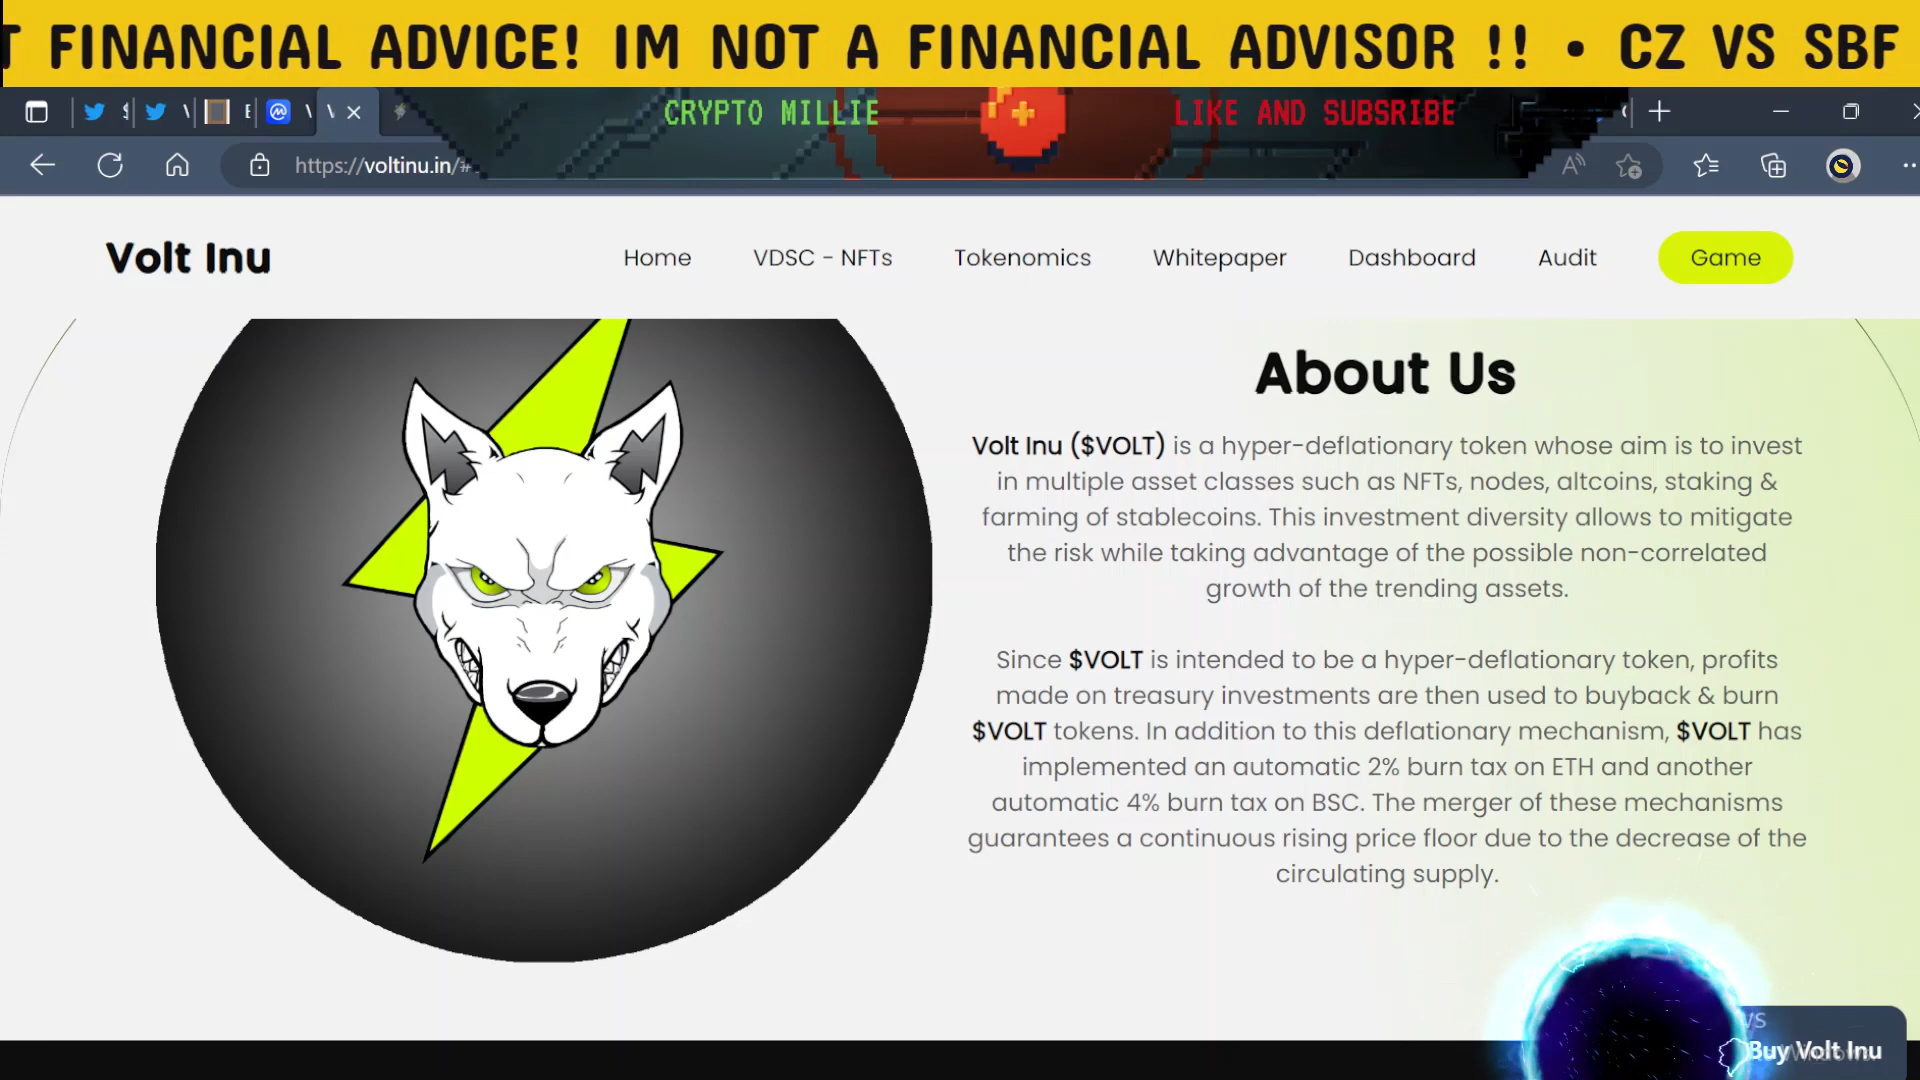 T FINANCIAL ADVICE! IM NOT A FINANCIAL ADVISOR !! • CZ VS SBF
CRYPTO MILLIE
LIKE AND SUBSRIBE
https://voltinu.in/#
Volt Inu
Home
VDSC - NFTs
Tokenomics
Whitepaper
Dashboard
Audit
Game
About Us
Volt Inu ($VOLT) is a hyper-deflationary token whose aim is to invest
in multiple asset classes such as NFTs, nodes, altcoins, staking &
farming of stablecoins. This investment diversity allows to mitigate
the risk while taking advantage of the possible non-correlated
growth of the trending assets.
Since $VOLT is intended to be a hyper-deflationary token, profits
made on treasury investments are then used to buyback & burn
$VOLT tokens. In addition to this deflationary mechanism, $VOLT has
implemented an automatic 2% burn tax on ETH and another
automatic 4% burn tax on BSC. The merger of these mechanisms
guarantees a continuous rising price floor due to the decrease of the
circulating supply.
Buy Volt Inu